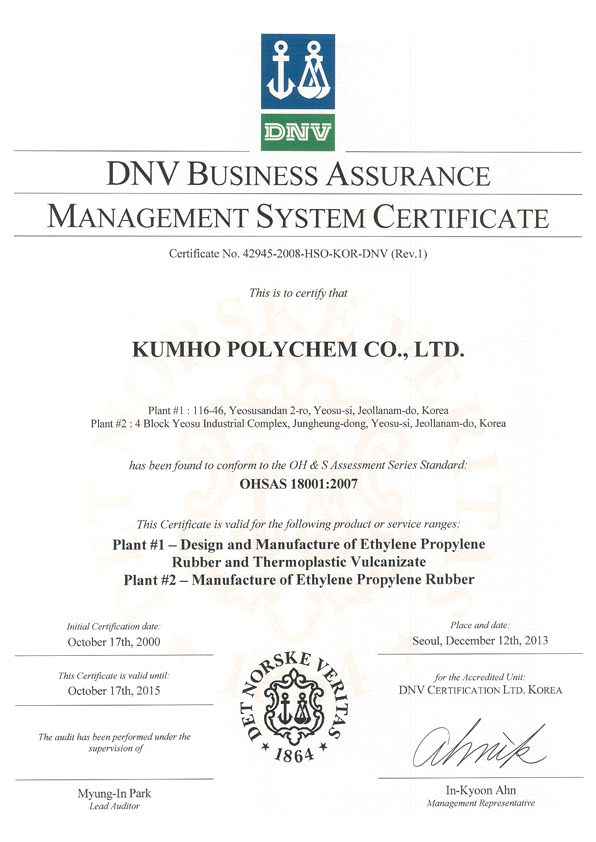 DNV
DNV BUSINESS ASSURANCE
MANAGEMENT SYSTEM CERTIFICATE
Certificate No. 42945-2008-HSO-KOR-DNV (Rev.1)
This is to certify that
KUMHO POLYCHEM CO., LTD.
Plant #1 : 116-46, Yeosusandan 2-ro, Yeosu-si, Jeollanam-do, Korea
Plant #2 : 4 Block Yeosu Industrial Complex, Jungheung-dong, Yeosu-si, Jeollanam-do, Korea
has been found to conform to the OH & S Assessment Series Standard:
OHSAS 18001:2007
This Certificate is valid for the following product or service ranges:
Plant #1 – Design and Manufacture of Ethylene Propylene
Rubber and Thermoplastic Vulcanizate
Plant #2 – Manufacture of Ethylene Propylene Rubber
Initial Certification date:
October 17th, 2000
This Certificate is valid until:
October 17th, 2015
The audit has been performed under the
supervision of
Myung-In Park
Lead Auditor
DET NORSKE VERITAS
1864
Place and date:
Seoul, December 12th, 2013
for the Accredited Unit:
DNV CERTIFICATION LTD. KOREA
Ahnik
In-Kyoon Ahn
Management Representative
DET NORSKE VERITAS
1864